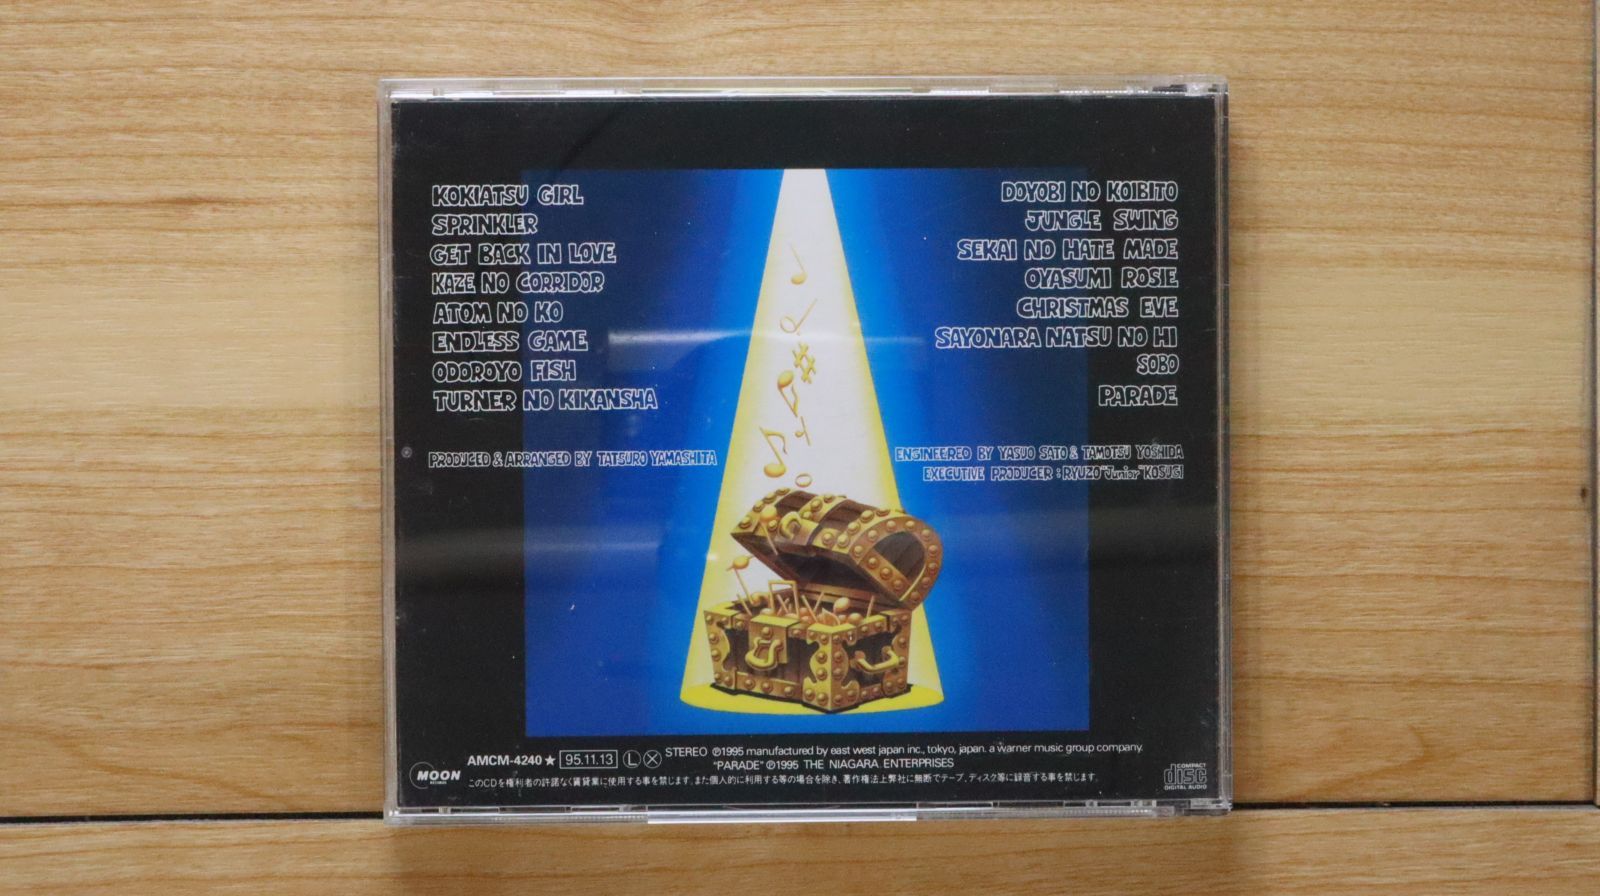 KOKIATSU GIRL
SPRINKLER
GET BACK IN LOVE
KAZE NO CORRIDOR
ATOM NO KO
ENDLESS GAME
ODOROYO FISH
TURNER NO KIKANSHA
PRODUCED & ARRANGED BY TATSURO YAMASHITA
DOYOBI NO KOIBITO
JUNGLE SWING
SEKAI NO HATE MADE
OYASUMI ROSIE
CHRISTMAS EVE
SAYONARA NATSU NO HI
SOBO
PARADE
ENGINEERED BY YASUO SATO & TAMOTSU YOSHIDA
EXECUTIVE PRODUCER : RYUZO "Junior" KOSUGI
AMCM-4240★ 95.11.13 Ⓛ Ⓧ STEREO ℗1995 manufactured by east west japan inc., tokyo, japan. a warner music group company.
"PARADE" ℗1995 THE NIAGARA ENTERPRISES
MOON
RECORDS
このCDを権利者の許諾なく賃貸業に使用する事を禁じます。また個人的に利用する等の場合を除き、著作権法上弊社に無断でテープ、ディスク等に録音する事を禁じます。
COMPACT
disc
DIGITAL AUDIO